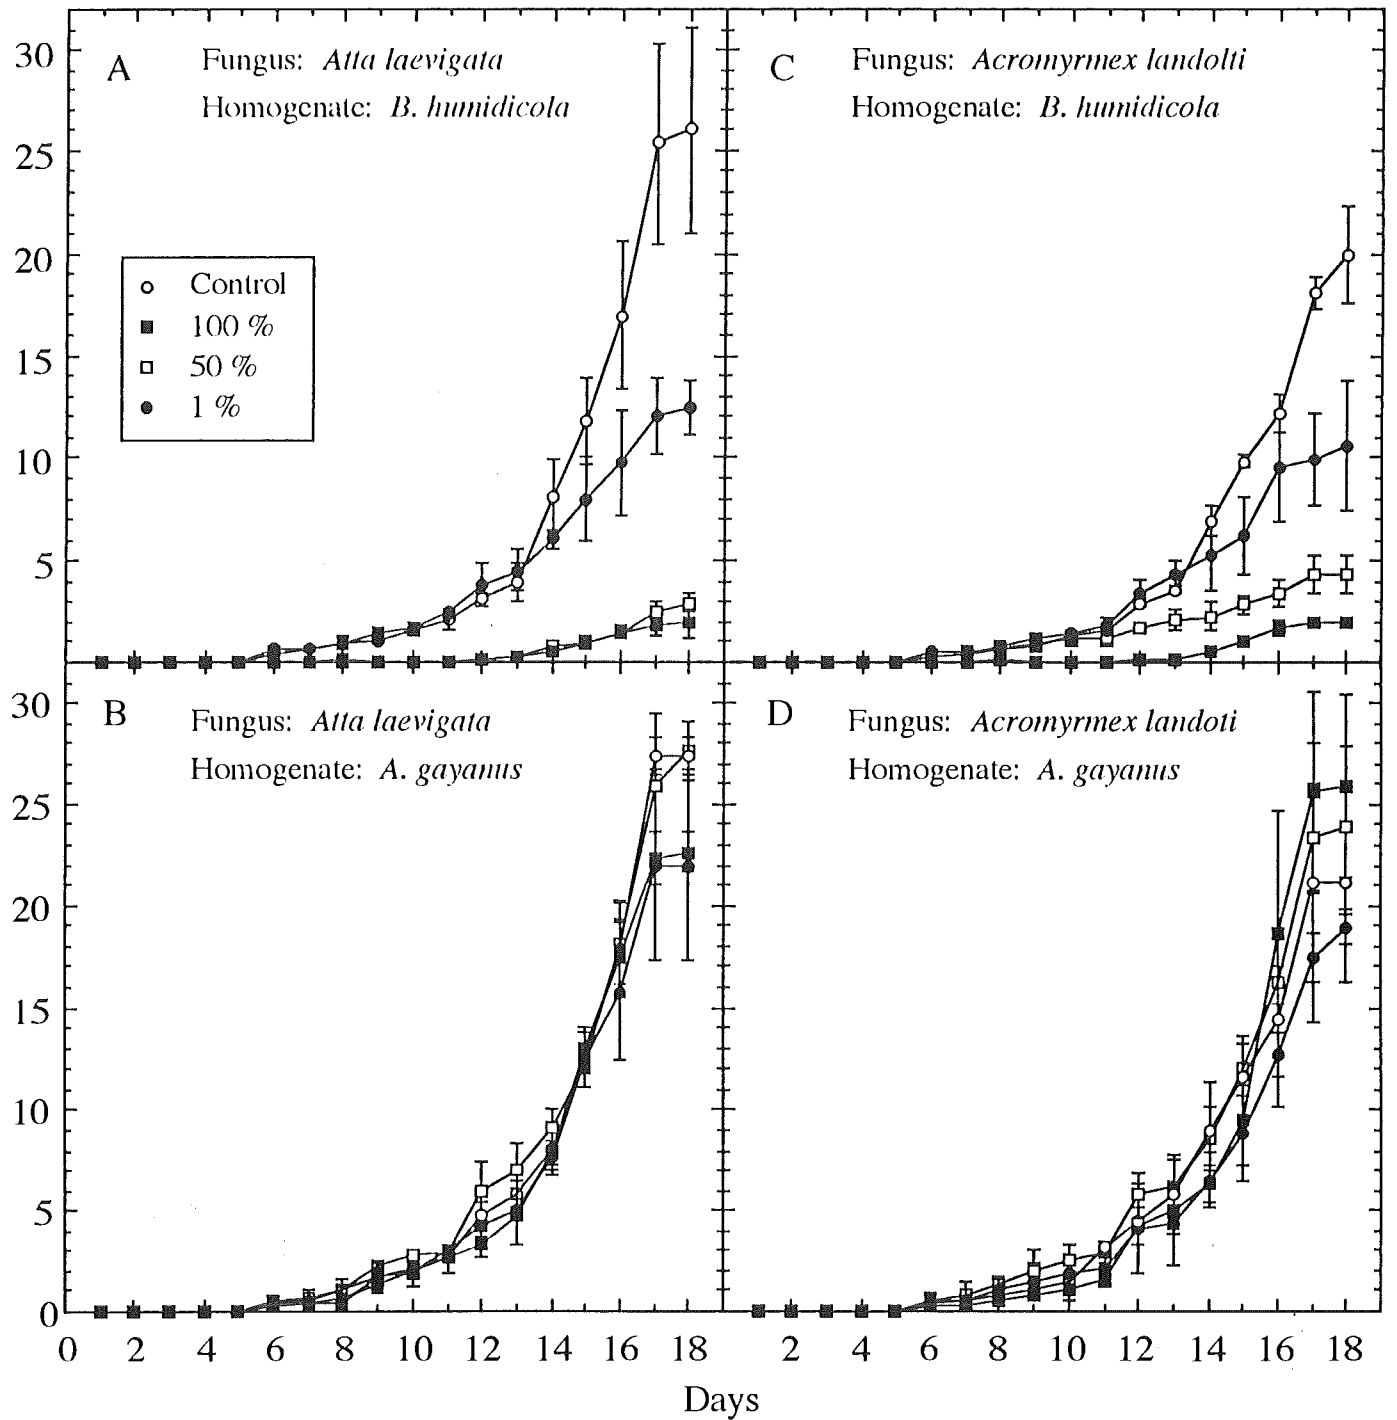 A
Fungus: Atta laevigata
Homogenate: B. humidicola
30
25
20
15
10
5
Control
100 %
50 %
1 %
C
Fungus: Acromyrmex landolti
Homogenate: B. humidicola
B
Fungus: Atta laevigata
Homogenate: A. gayanus
30
25
20
15
10
5
0
D
Fungus: Acromyrmex landoti
Homogenate: A. gayanus
0 2 4 6 8 10 12 14 16 18
2 4 6 8 10 12 14 16 18
Days